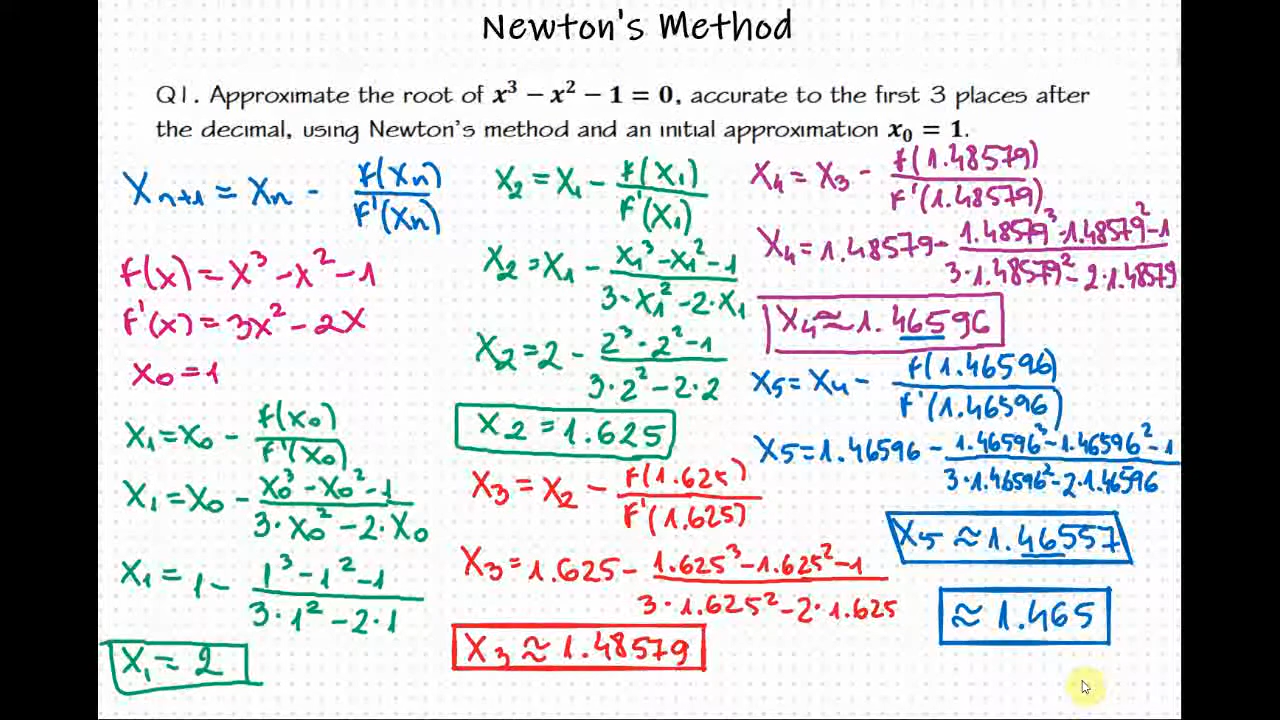 Newton's Method
Q1. Approximate the root of x³ − x² − 1 = 0, accurate to the first 3 places after
the decimal, using Newton's method and an initial approximation x₀ = 1.
Xₙ₊₁ = Xₙ − f(Xₙ)/f'(Xₙ)
f(x) = x³ − x² − 1
f'(x) = 3x² − 2x
x₀ = 1
X₁ = X₀ − f(X₀)/f'(X₀)
X₁ = X₀ − (X₀³ − X₀² − 1)/(3·X₀² − 2·X₀)
X₁ = 1 − (1³ − 1² − 1)/(3·1² − 2·1)
X₁ = 2
X₂ = X₁ − f(X₁)/f'(X₁)
X₂ = X₁ − (X₁³ − X₁² − 1)/(3·X₁² − 2·X₁)
X₂ = 2 − (2³ − 2² − 1)/(3·2² − 2·2)
X₂ = 1.625
X₃ = X₂ − f(1.625)/f'(1.625)
X₃ = 1.625 − (1.625³ − 1.625² − 1)/(3·1.625² − 2·1.625)
X₃ ≈ 1.48579
X₄ = X₃ − f(1.48579)/f'(1.48579)
X₄ = 1.48579 − (1.48579³ − 1.48579² − 1)/(3·1.48579² − 2·1.48579)
X₄ ≈ 1.46596
X₅ = X₄ − f(1.46596)/f'(1.46596)
X₅ = 1.46596 − (1.46596³ − 1.46596² − 1)/(3·1.46596² − 2·1.46596)
X₅ ≈ 1.46557
≈ 1.465